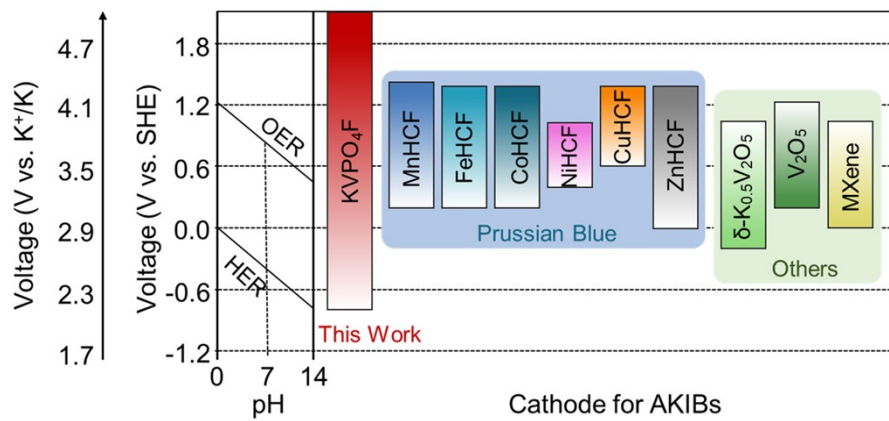 Voltage (V vs. K⁺/K)
4.7
4.1
3.5
2.9
2.3
1.7
Voltage (V vs. SHE)
1.8
1.2
0.6
0.0
-0.6
-1.2
OER
HER
0 7 14
pH
KVPO₄F
This Work
MnHCF
FeHCF
CoHCF
NiHCF
CuHCF
ZnHCF
Prussian Blue
δ-K₀.₅V₂O₅
V₂O₅
MXene
Others
Cathode for AKIBs